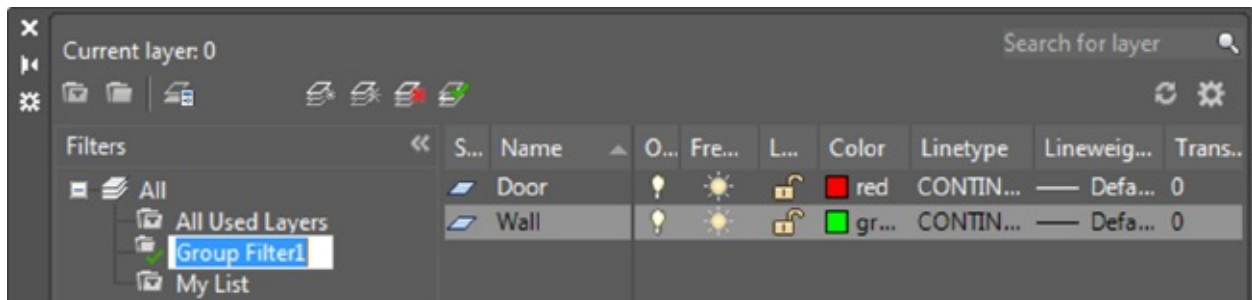 Current layer: 0
Search for layer
Filters
S... Name O... Fre... L... Color Linetype Lineweig... Trans..
All
Door red CONTIN... Defa... 0
All Used Layers
Wall gr... CONTIN... Defa... 0
Group Filter1
My List